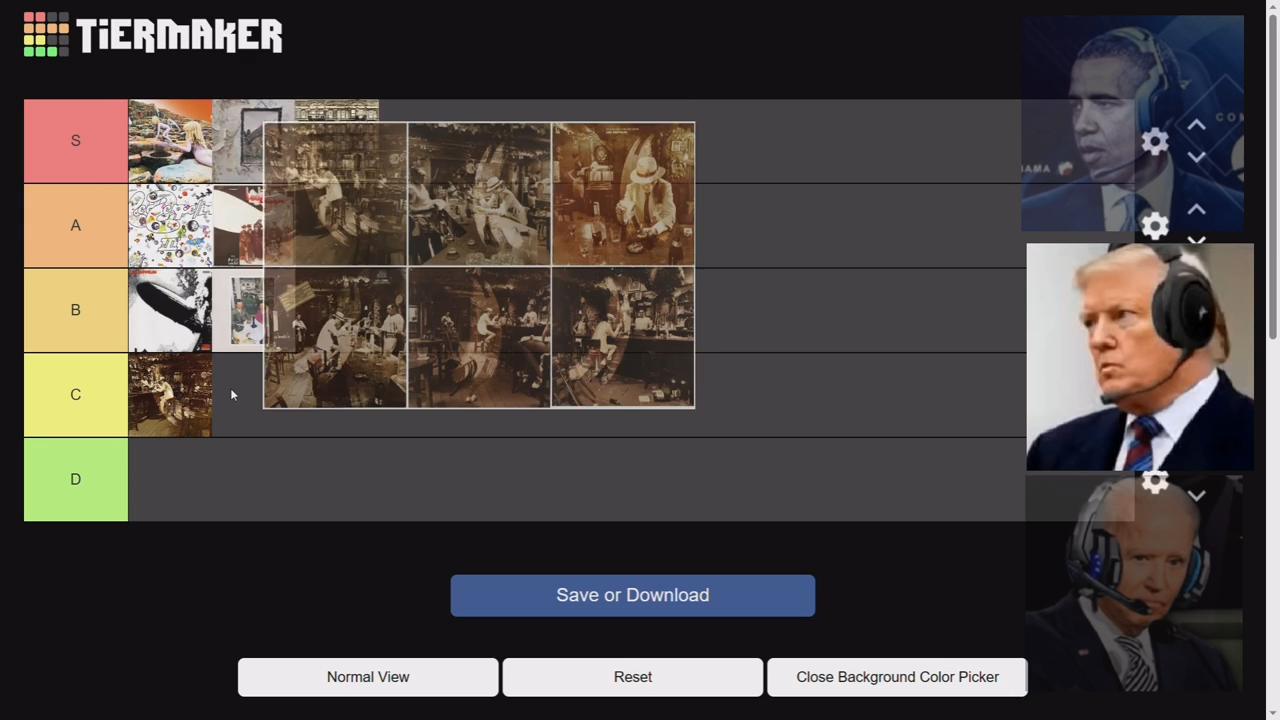 TiERMAKER
S
A
B
C
D
Save or Download
Normal View
Reset
Close Background Color Picker